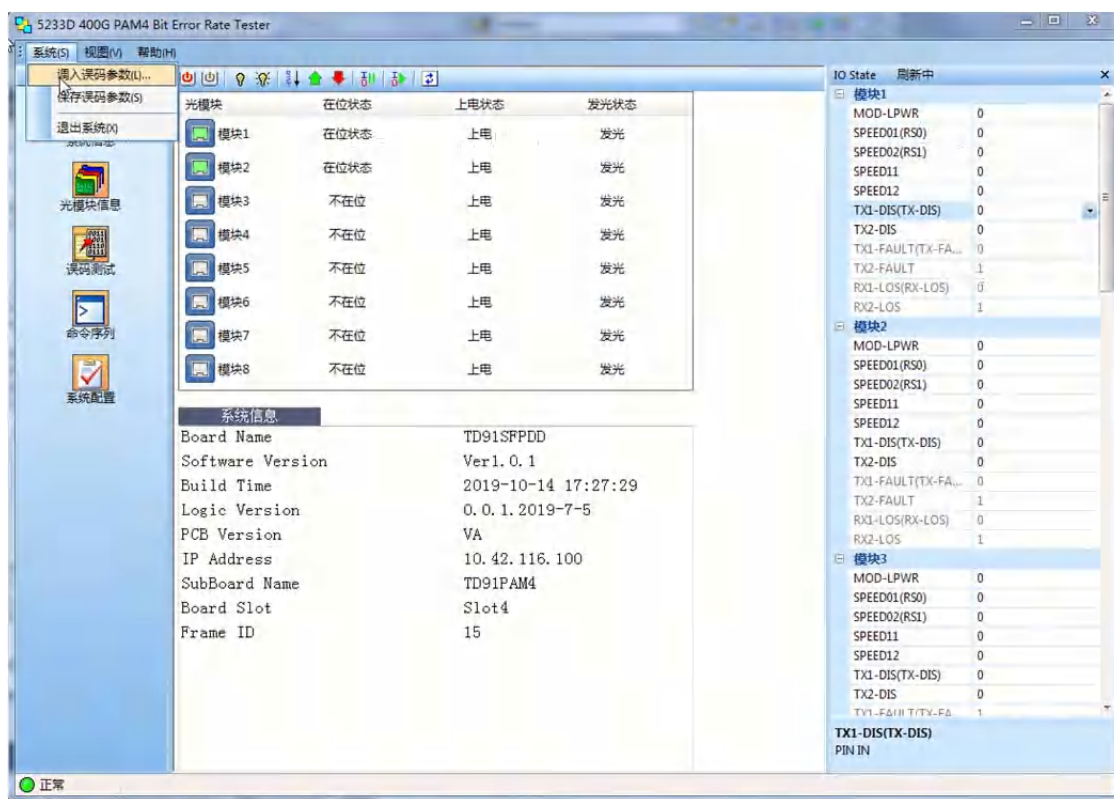 5233D 400G PAM4 Bit Error Rate Tester
系统(S) 视图(V) 帮助(H)
调入误码参数(L)...
保存误码参数(S)
退出系统(X)
系统信息
光模块信息
误码测试
命令序列
系统配置
光模块 在位状态 上电状态 发光状态
模块1 在位状态 上电 发光
模块2 在位状态 上电 发光
模块3 不在位 上电 发光
模块4 不在位 上电 发光
模块5 不在位 上电 发光
模块6 不在位 上电 发光
模块7 不在位 上电 发光
模块8 不在位 上电 发光
系统信息
Board Name TD91SFPDD
Software Version Ver1.0.1
Build Time 2019-10-14 17:27:29
Logic Version 0.0.1.2019-7-5
PCB Version VA
IP Address 10.42.116.100
SubBoard Name TD91PAM4
Board Slot Slot4
Frame ID 15
IO State 刷新中
模块1
MOD-LPWR 0
SPEED01(RS0) 0
SPEED02(RS1) 0
SPEED11 0
SPEED12 0
TX1-DIS(TX-DIS) 0
TX2-DIS 0
TX1-FAULT(TX-FA... 0
TX2-FAULT 1
RX1-LOS(RX-LOS) 0
RX2-LOS 1
模块2
MOD-LPWR 0
SPEED01(RS0) 0
SPEED02(RS1) 0
SPEED11 0
SPEED12 0
TX1-DIS(TX-DIS) 0
TX2-DIS 0
TX1-FAULT(TX-FA... 0
TX2-FAULT 1
RX1-LOS(RX-LOS) 0
RX2-LOS 1
模块3
MOD-LPWR 0
SPEED01(RS0) 0
SPEED02(RS1) 0
SPEED11 0
SPEED12 0
TX1-DIS(TX-DIS) 0
TX2-DIS 0
TX1-FAULT(TX-FA... 1
TX1-DIS(TX-DIS)
PIN IN
正常